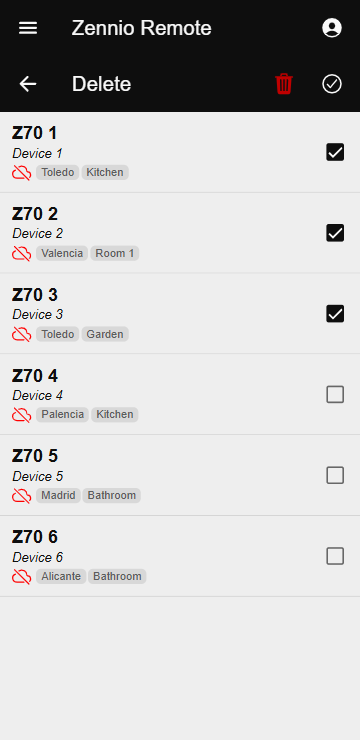 Zennio Remote
Delete
Z70 1
Device 1
Toledo Kitchen
Z70 2
Device 2
Valencia Room 1
Z70 3
Device 3
Toledo Garden
Z70 4
Device 4
Palencia Kitchen
Z70 5
Device 5
Madrid Bathroom
Z70 6
Device 6
Alicante Bathroom